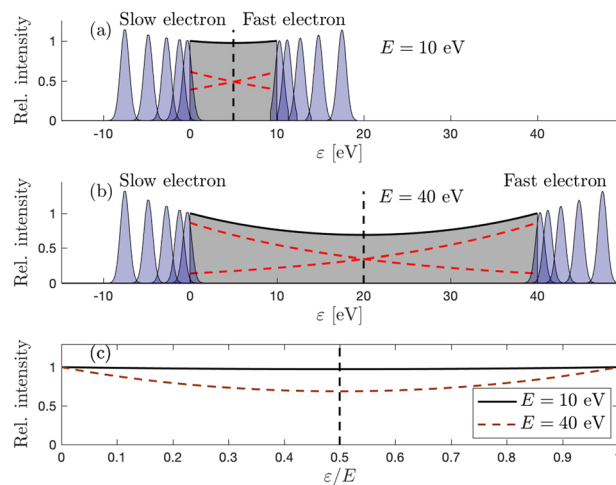 Slow electron Fast electron
(a)
E = 10 eV
Rel. intensity
1
0.5
0
-10 0 10 20 30 40
ε [eV]
Slow electron Fast electron
(b)
E = 40 eV
Rel. intensity
1
0.5
0
-10 0 10 20 30 40
ε [eV]
(c)
Rel. intensity
1
0.5
0
E = 10 eV
E = 40 eV
0 0.1 0.2 0.3 0.4 0.5 0.6 0.7 0.8 0.9
ε/E